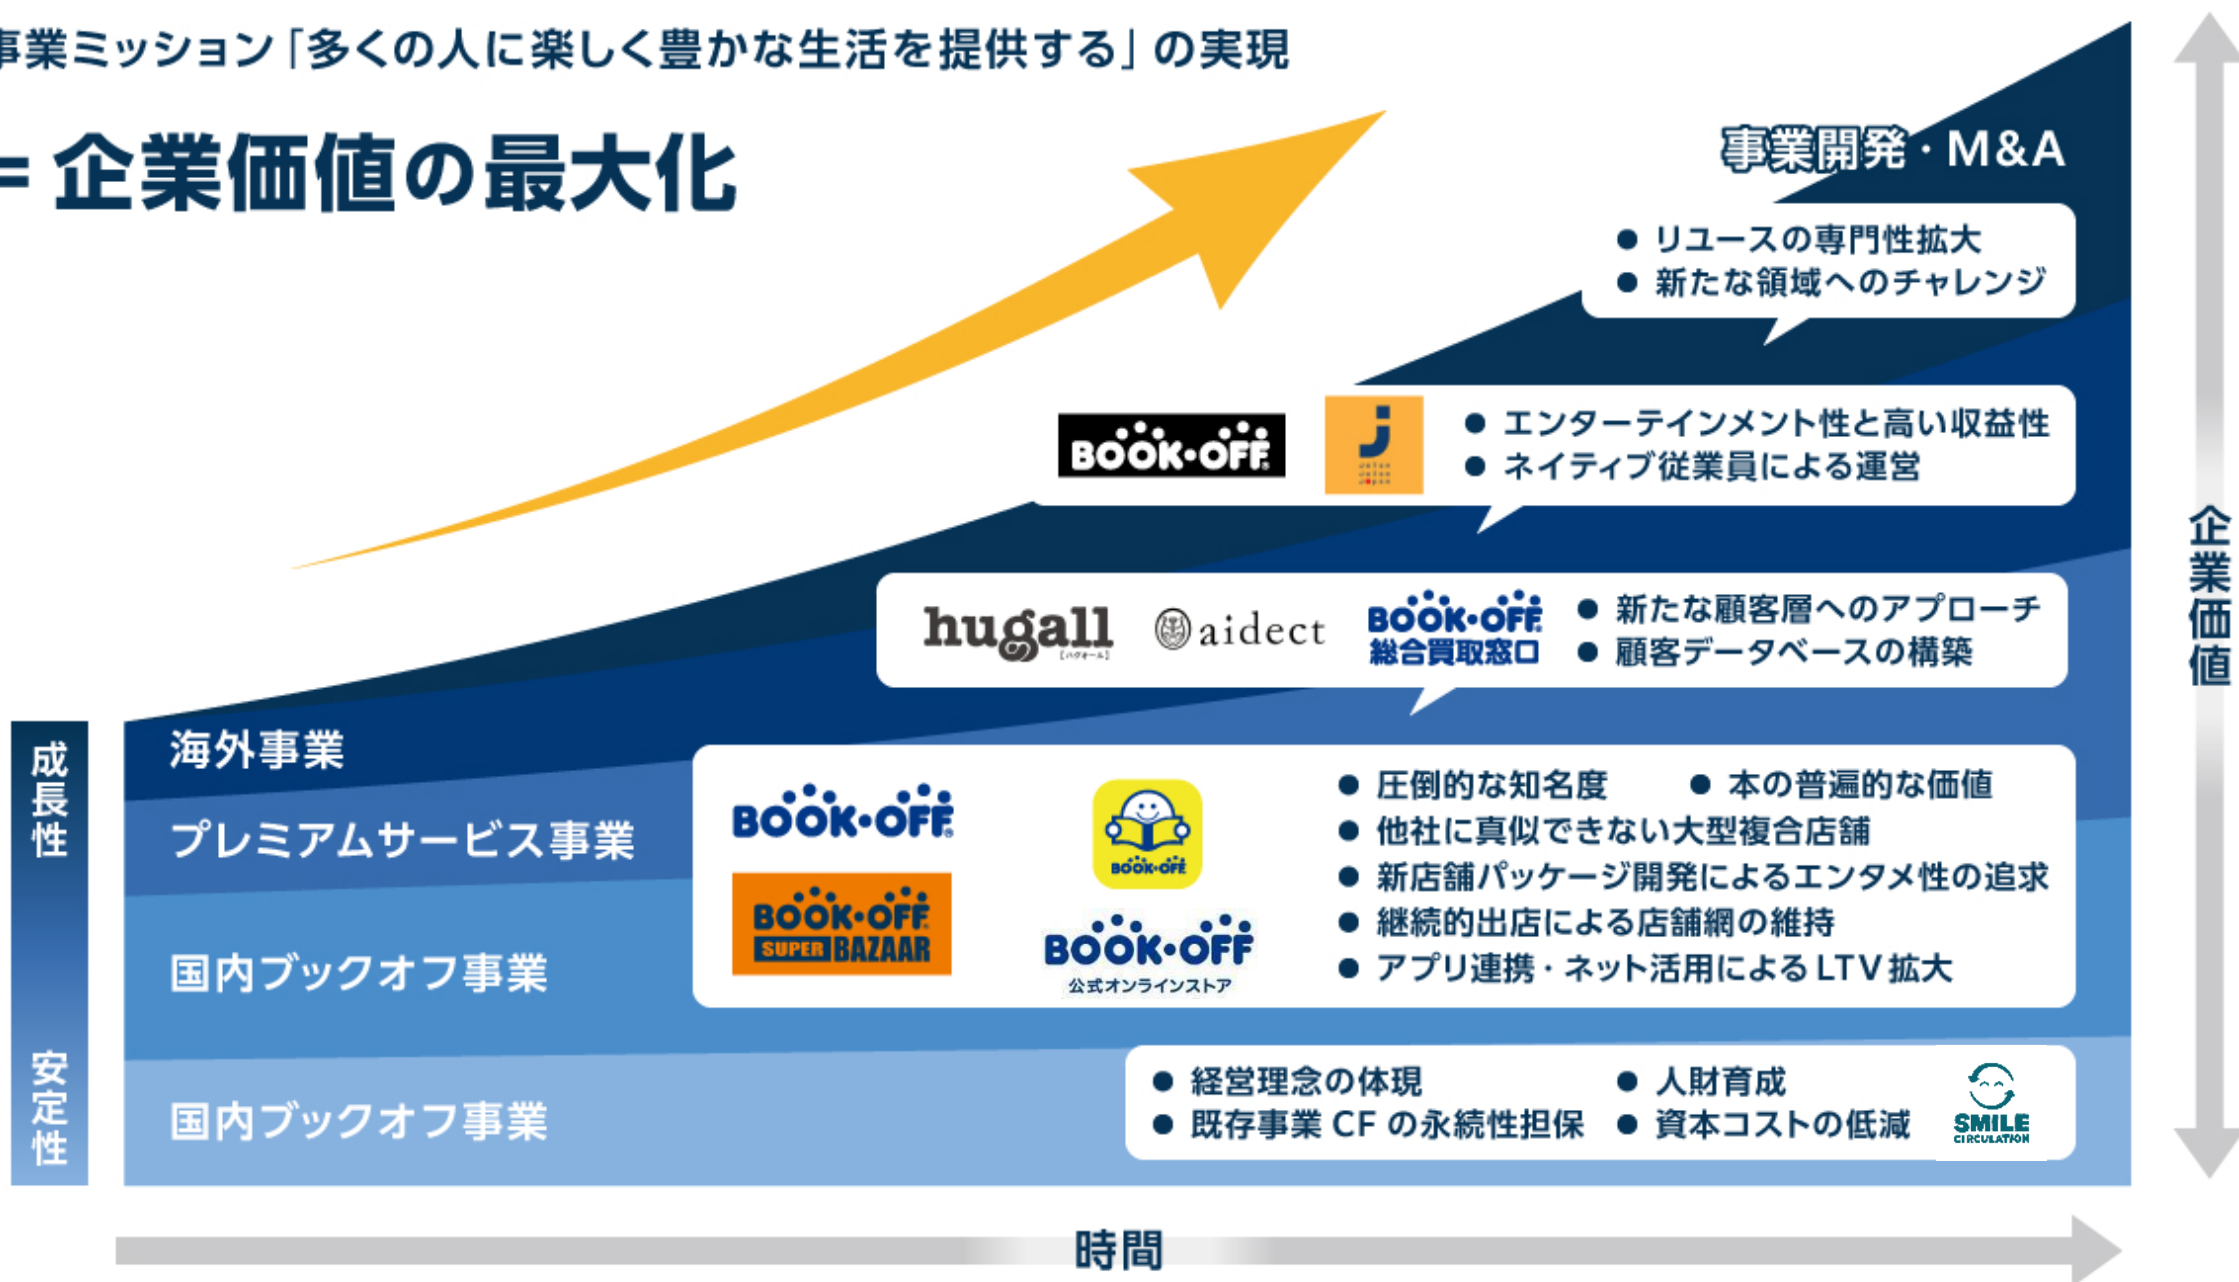 事業ミッション「多くの人に楽しく豊かな生活を提供する」の実現
= 企業価値の最大化
事業開発・M&A
● リユースの専門性拡大
● 新たな領域へのチャレンジ
BOOK・OFF
J
● エンターテインメント性と高い収益性
● ネイティブ従業員による運営
hugall
[ハグオール]
aidect
BOOK・OFF
総合買取窓口
● 新たな顧客層へのアプローチ
● 顧客データベースの構築
企業価値
成長性
安定性
海外事業
プレミアムサービス事業
国内ブックオフ事業
BOOK・OFF
BOOK・OFF
BOOK・OFF
SUPER BAZAAR
BOOK・OFF
公式オンラインストア
● 圧倒的な知名度 ● 本の普遍的な価値
● 他社に真似できない大型複合店舗
● 新店舗パッケージ開発によるエンタメ性の追求
● 継続的出店による店舗網の維持
● アプリ連携・ネット活用によるLTV拡大
国内ブックオフ事業
● 経営理念の体現 ● 人財育成
● 既存事業 CF の永続性担保 ● 資本コストの低減
SMILE
CIRCULATION
時間